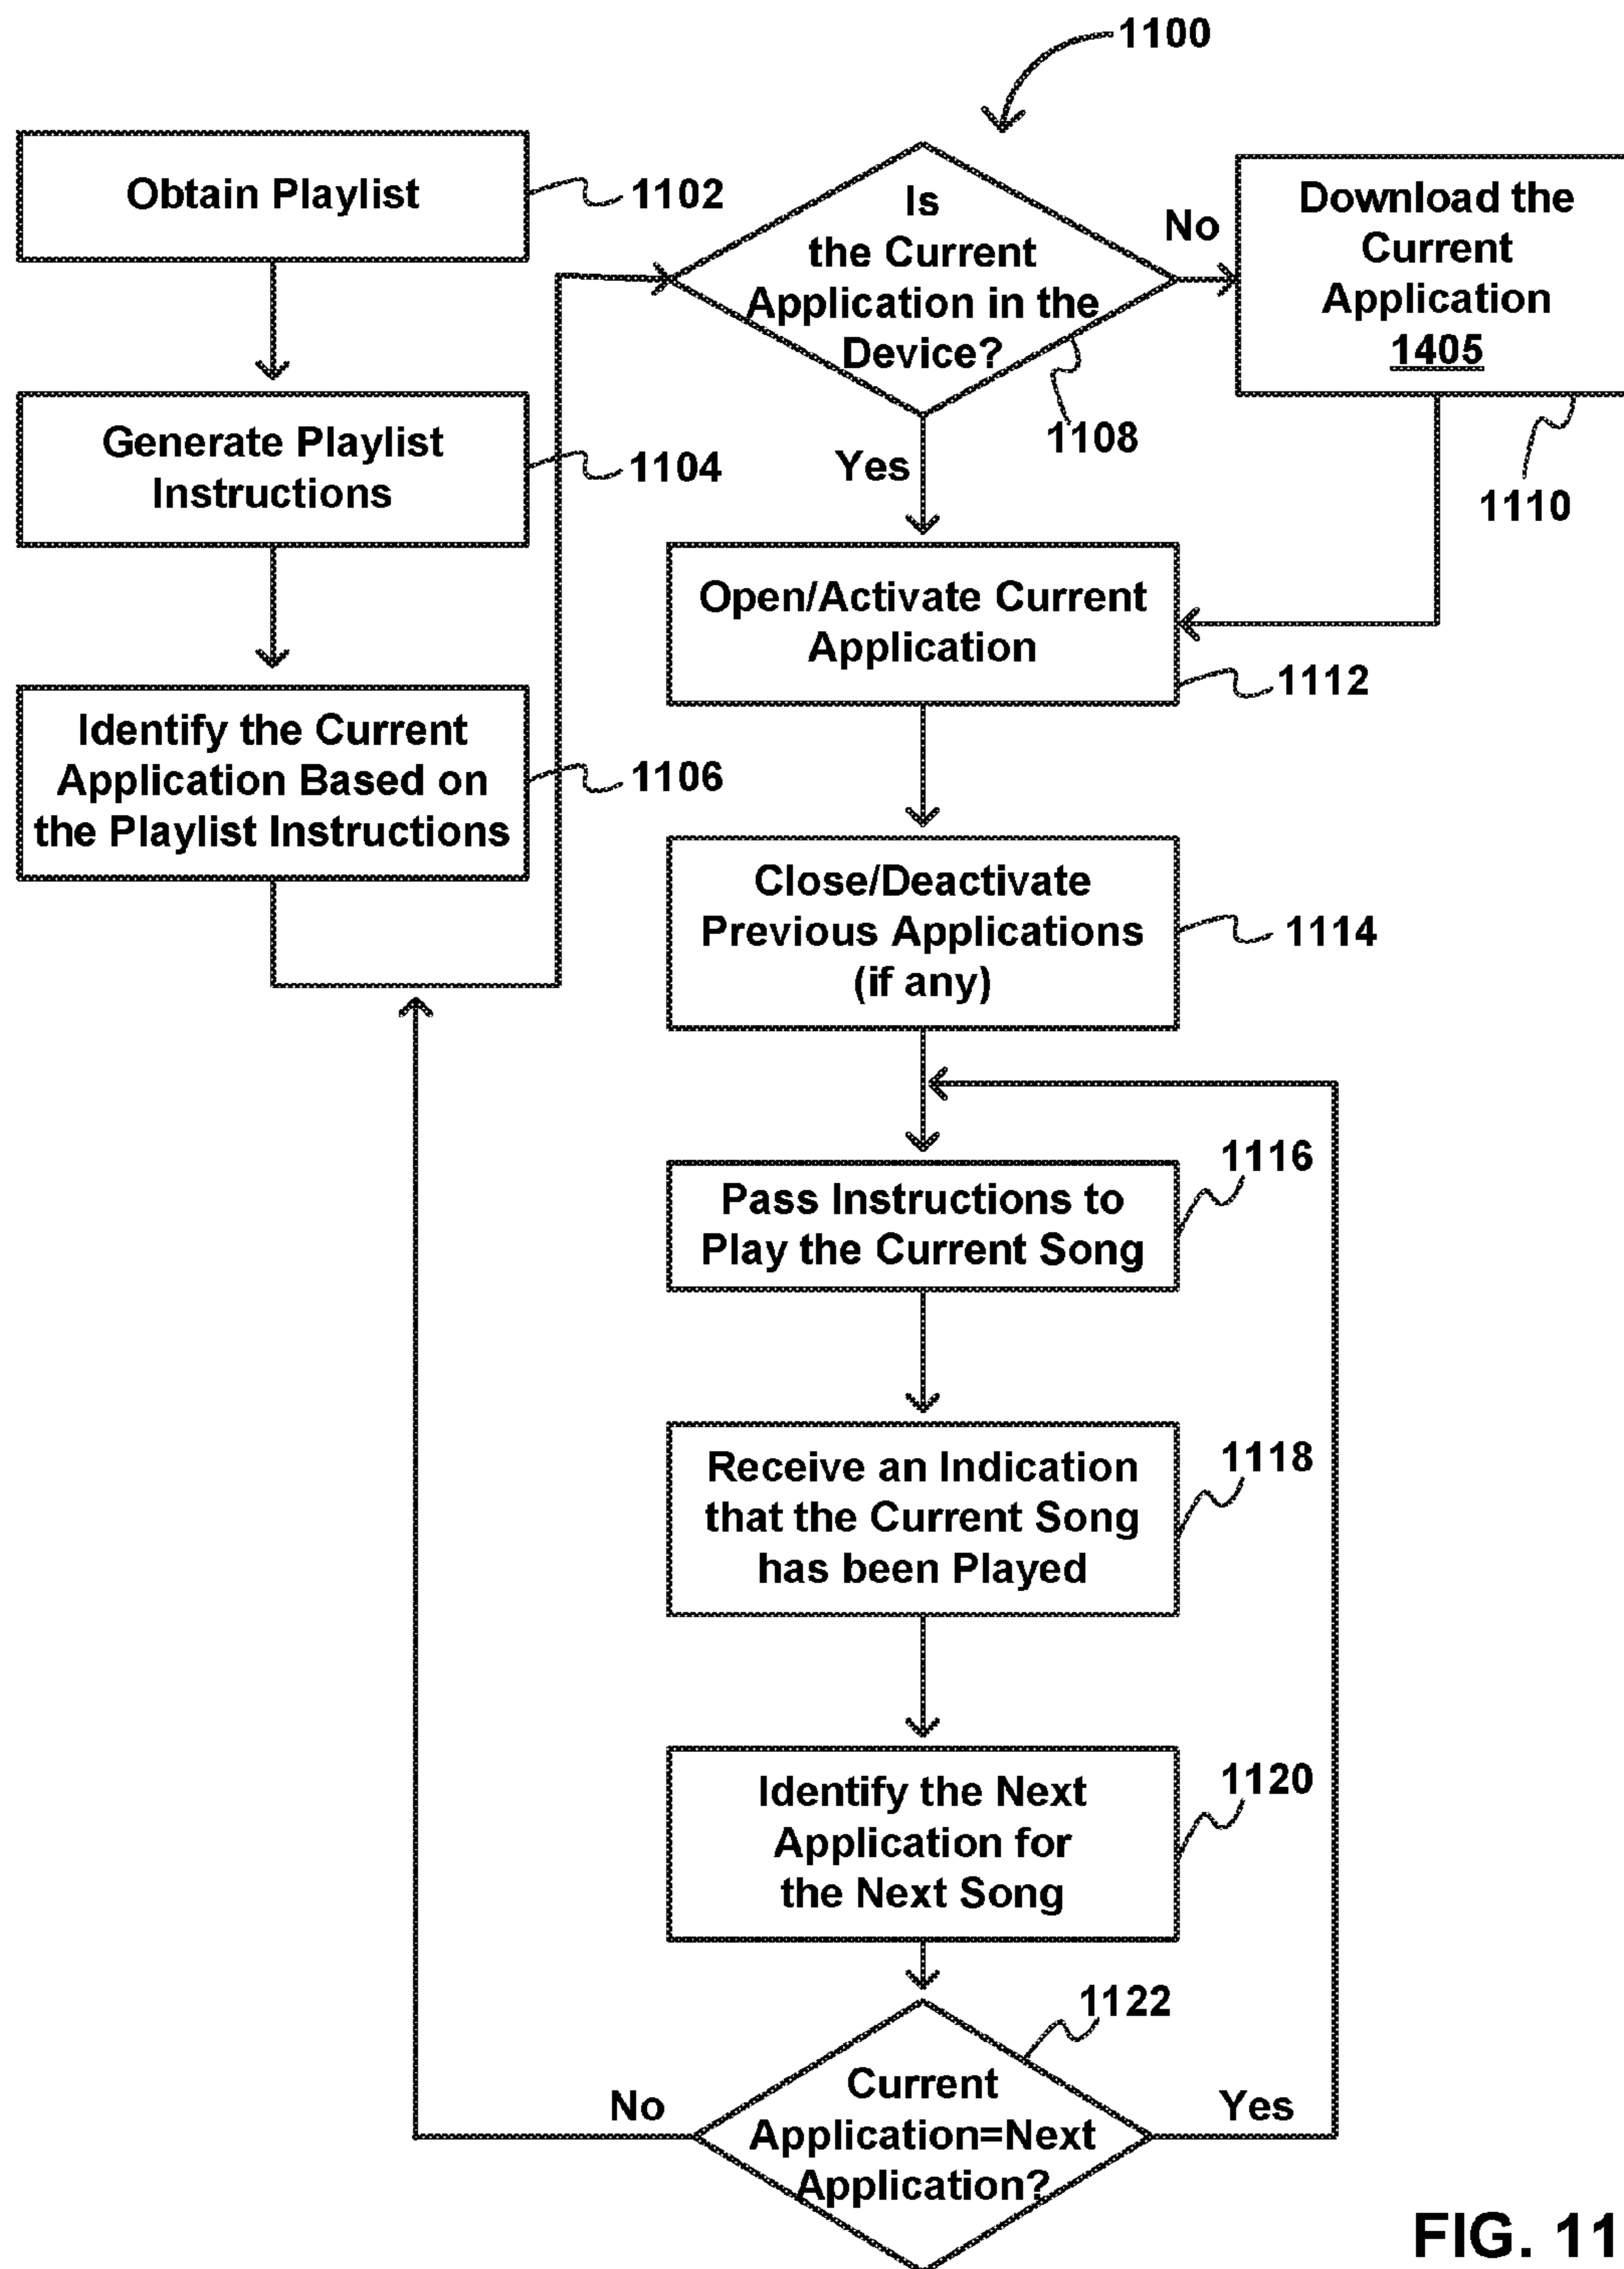 1100
Obtain Playlist
1102
Generate Playlist
Instructions
1104
Identify the Current
Application Based on
the Playlist Instructions
1106
Is
the Current
Application in the
Device?
1108
No
Download the
Current
Application
1405
1110
Yes
Open/Activate Current
Application
1112
Close/Deactivate
Previous Applications
(if any)
1114
Pass Instructions to
Play the Current Song
1116
Receive an Indication
that the Current Song
has been Played
1118
Identify the Next
Application for
the Next Song
1120
Current
Application=Next
Application?
1122
No
Yes
FIG. 11